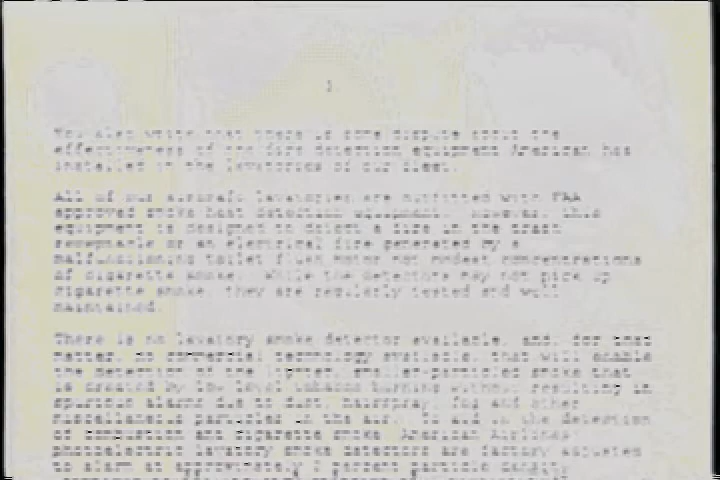 You also write that there is some dispute about the
effectiveness of the fire detection equipment American has
installed in the lavatories of our fleet.
All of our aircraft lavatories are outfitted with FAA
approved smoke detection equipment. However, this
equipment is designed to detect a fire in the trash
receptacle or an electrical fire generated by a
malfunctioning toilet flush motor not modest concentrations
of cigarette smoke. While the detectors may not pick up
cigarette smoke, they are regularly tested and well
maintained.
There is no lavatory smoke detector available, and, for that
matter, no commercial technology available, that will enable
the detection of the lighter, smaller-particled smoke that
is created by low level tobacco burning without resulting in
spurious alarms due to dust, hairspray, fog and other
miscellaneous particles in the air. To aid in the detection
of combustion and cigarette smoke, American Airlines'
photoelectric lavatory smoke detectors are factory adjusted
to alarm at approximately percent particle density